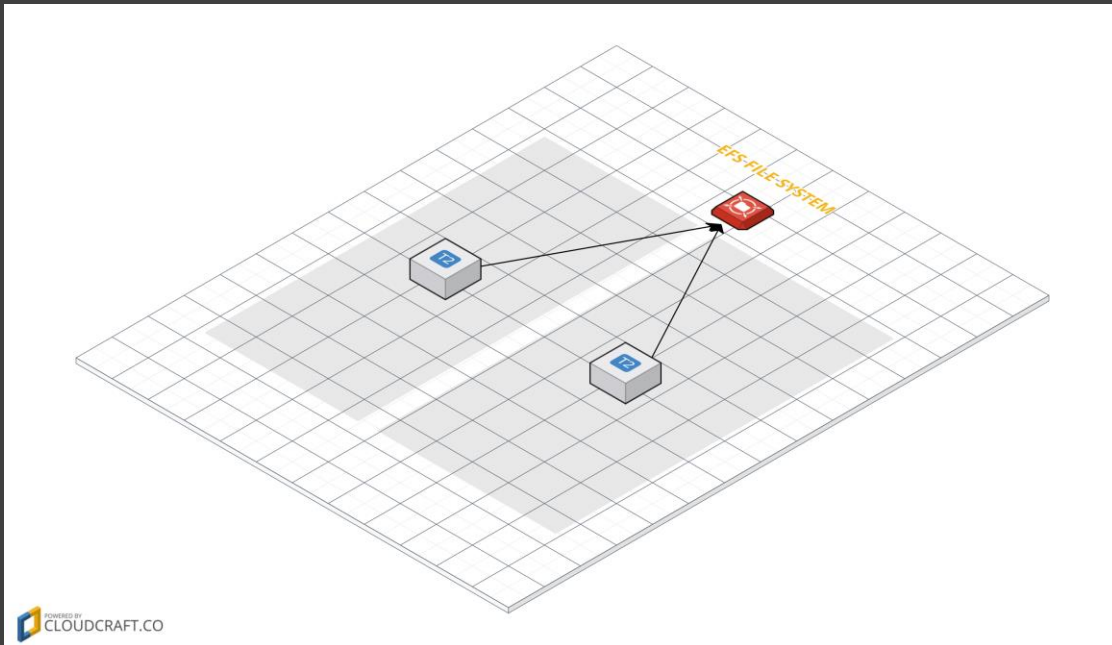 EFS-FILE-SYSTEM
T2
T2
POWERED BY
CLOUDCRAFT.CO